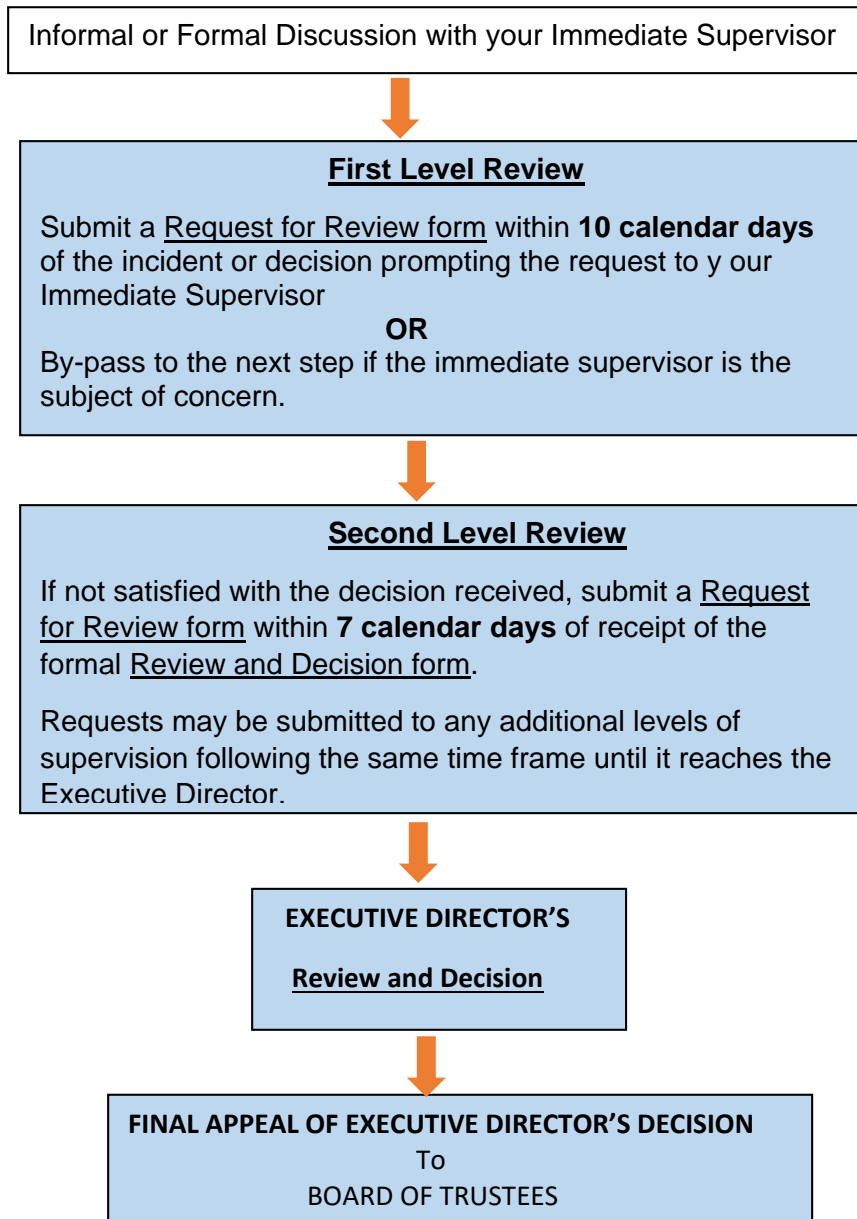 Informal or Formal Discussion with your Immediate Supervisor
First Level Review
Submit a Request for Review form within 10 calendar days
of the incident or decision prompting the request to y our
Immediate Supervisor
OR
By-pass to the next step if the immediate supervisor is the
subject of concern.
Second Level Review
If not satisfied with the decision received, submit a Request
for Review form within 7 calendar days of receipt of the
formal Review and Decision form.
Requests may be submitted to any additional levels of
supervision following the same time frame until it reaches the
Executive Director.
EXECUTIVE DIRECTOR’S
Review and Decision
FINAL APPEAL OF EXECUTIVE DIRECTOR’S DECISION
To
BOARD OF TRUSTEES